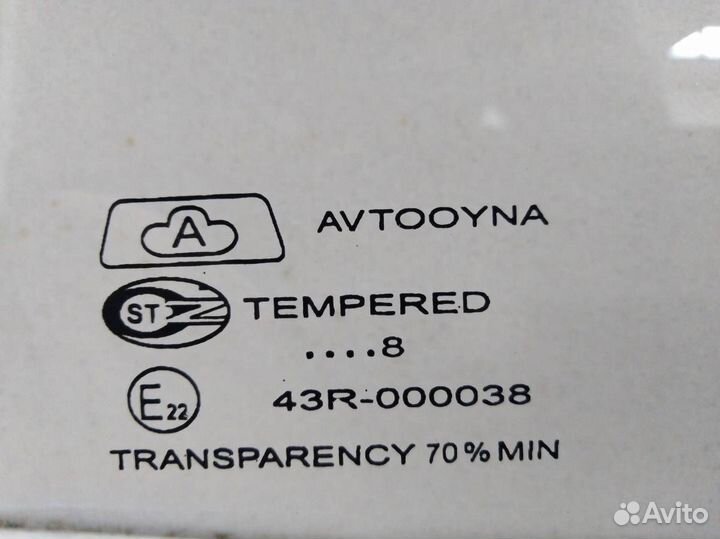 A AVTOOYNA
ST TEMPERED
....8
E22 43R-000038
TRANSPARENCY 70% MIN
Avito